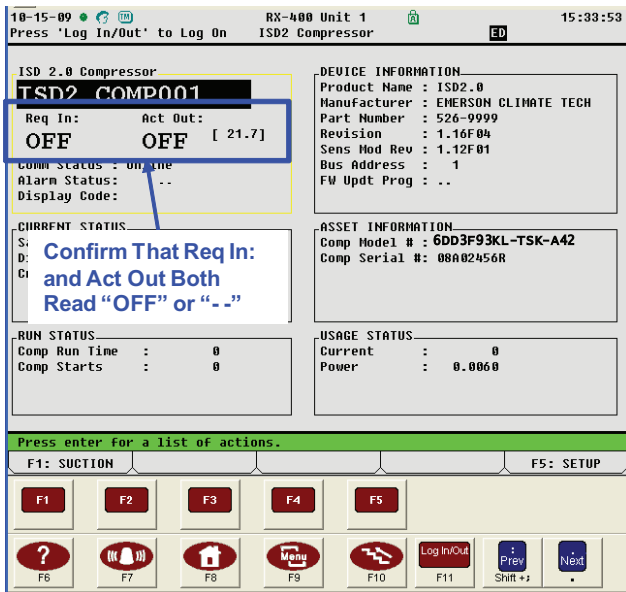 10-15-09 RX-400 Unit 1 15:33:53
Press 'Log In/Out' to Log On ISD2 Compressor ED
ISD 2.0 Compressor
ISD2 COMP001
Req In: Act Out:
OFF OFF [ 21.7]
Comm Status : Online
Alarm Status: ..
Display Code:
DEVICE INFORMATION
Product Name : ISD2.0
Manufacturer : EMERSON CLIMATE TECH
Part Number : 526-9999
Revision : 1.16F04
Sens Mod Rev : 1.12F01
Bus Address : 1
FW Updt Prog : ..
CURRENT STATUS
Confirm That Req In:
and Act Out Both
Read “OFF” or “- -”
ASSET INFORMATION
Comp Model # : 6DD3F93KL-TSK-A42
Comp Serial #: 08A02456R
RUN STATUS
Comp Run Time : 0
Comp Starts : 0
USAGE STATUS
Current : 0
Power : 0.0060
Press enter for a list of actions.
F1: SUCTION F5: SETUP
F1 F2 F3 F4 F5
? Menu Log In/Out : Prev . Next
F6 F7 F8 F9 F10 F11 Shift +; .